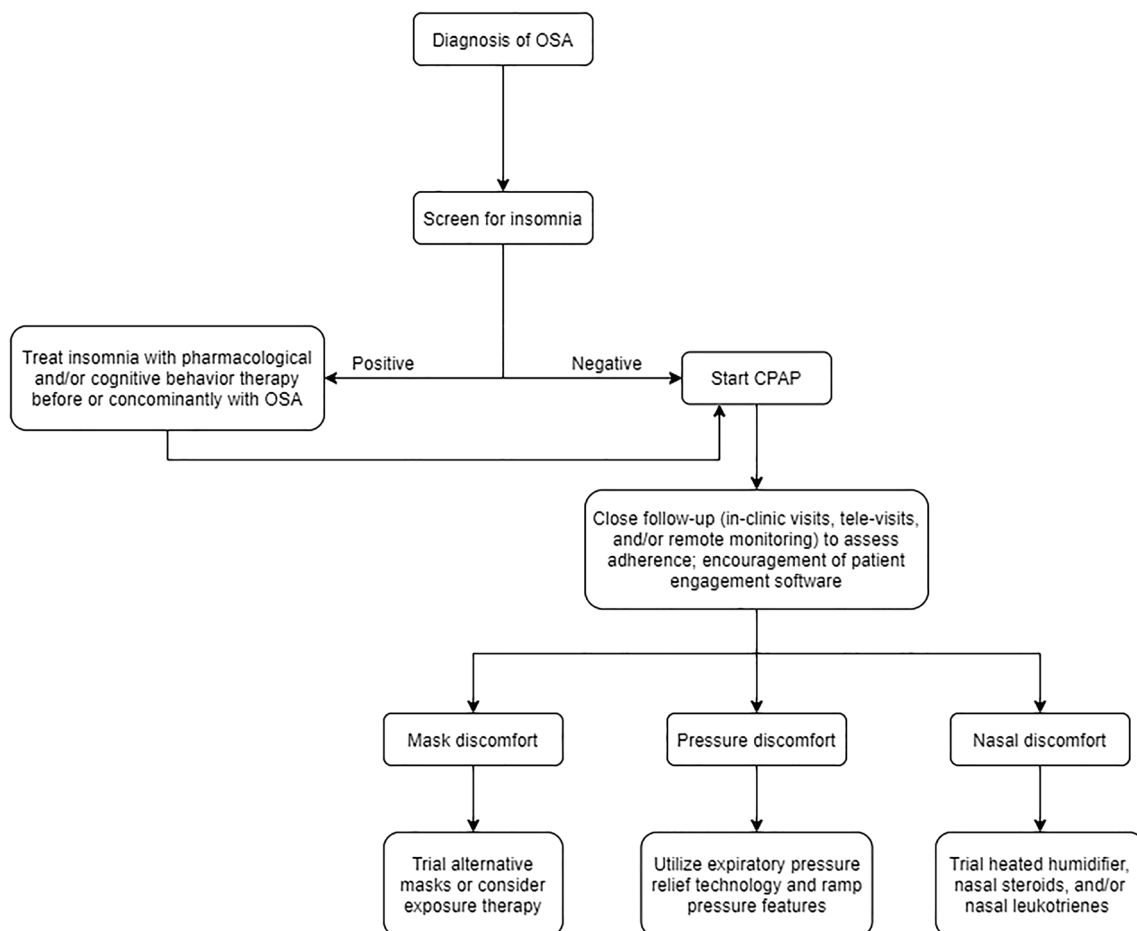 Diagnosis of OSA
Screen for insomnia
Treat insomnia with pharmacological
and/or cognitive behavior therapy
before or concominantly with OSA
Positive
Negative
Start CPAP
Close follow-up (in-clinic visits, tele-visits,
and/or remote monitoring) to assess
adherence; encouragement of patient
engagement software
Mask discomfort
Pressure discomfort
Nasal discomfort
Trial alternative
masks or consider
exposure therapy
Utilize expiratory pressure
relief technology and ramp
pressure features
Trial heated humidifier,
nasal steroids, and/or
nasal leukotrienes